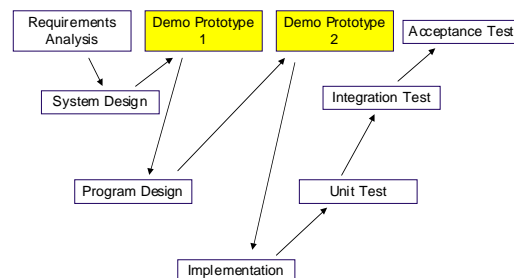 Requirements
Analysis
Demo Prototype
1
Demo Prototype
2
Acceptance Test
System Design
Integration Test
Program Design
Unit Test
Implementation